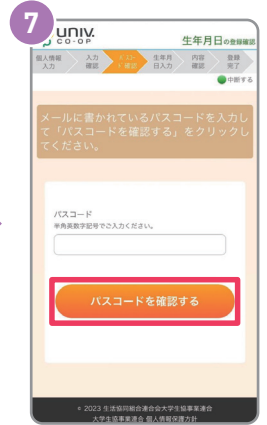 7
UNIV.
CO-OP
生年月日の登録確認
個人情報入力
入力確認
パスコード確認
生年月日入力
内容確認
登録完了
中断する
メールに書かれているパスコードを入力し
て「パスコードを確認する」をクリックし
てください。
パスコード
半角英数字記号でご入力ください。
パスコードを確認する
© 2023 生活協同組合連合会大学生協事業連合
大学生協事業連合 個人情報保護方針